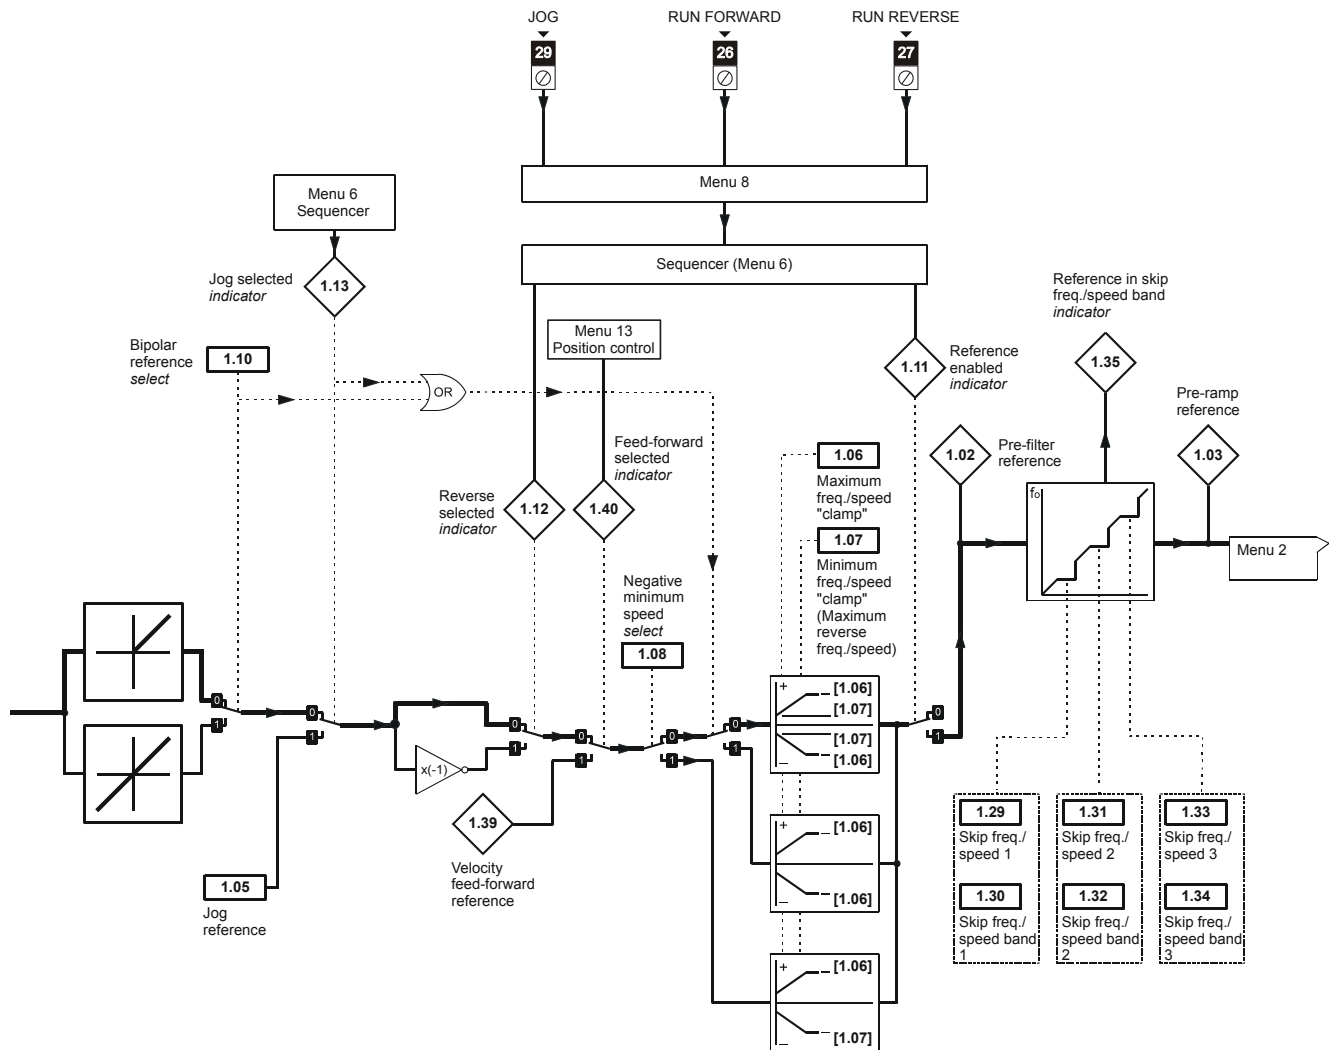 JOG
RUN FORWARD
RUN REVERSE
29
26
27
Menu 8
Menu 6
Sequencer
Sequencer (Menu 6)
Jog selected
indicator
1.13
Reference in skip
freq./speed band
indicator
1.35
Menu 13
Position control
Bipolar
reference
select
1.10
OR
1.11
Reference
enabled
indicator
Pre-ramp
reference
1.03
1.02
Pre-filter
reference
Feed-forward
selected
indicator
1.06
Maximum
freq./speed
"clamp"
Reverse
selected
indicator
1.12
1.40
1.07
Minimum
freq./speed
"clamp"
(Maximum
reverse
freq./speed)
fo
Menu 2
Negative
minimum
speed
select
1.08
0
1
0
1
x(-1)
0
1
0
1
0
1
0
1
+
[1.06]
[1.07]
[1.07]
[1.06]
–
0
1
1.39
Velocity
feed-forward
reference
+
[1.06]
[1.06]
–
1.05
Jog
reference
+
[1.06]
[1.07]
–
1.29
Skip freq./
speed 1
1.30
Skip freq./
speed band
1
1.31
Skip freq./
speed 2
1.32
Skip freq./
speed band
2
1.33
Skip freq./
speed 3
1.34
Skip freq./
speed band
3